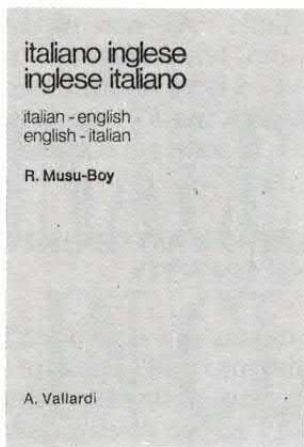 italiano inglese
inglese italiano
italian - english
english - italian
R. Musu-Boy
A. Vallardi